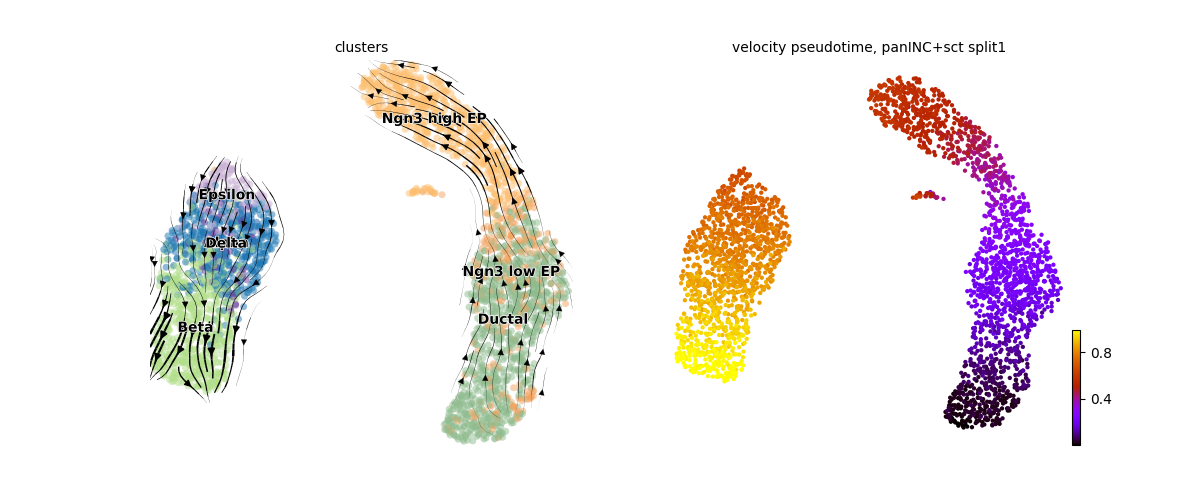 clusters
Ngn3 high EP
Epsilon
Delta
Ngn3 low EP
Ductal
Beta
velocity pseudotime, panINC+sct split1
0.8
0.4